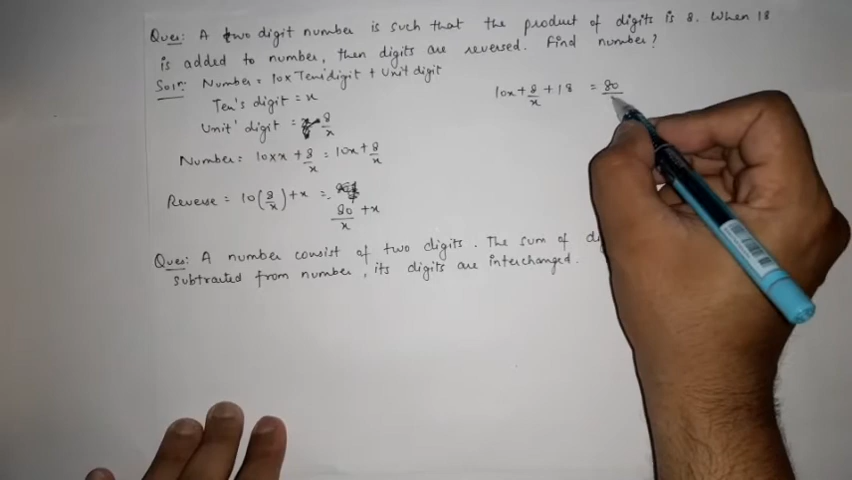 Ques: A two digit number is such that the product of digits is 8. When 18
is added to number, then digits are reversed. Find number?
Soln: Number = 10x Tens' digit + Unit digit
Ten's digit = x
Unit' digit = 8/x
Number = 10xx + 8/x = 10x + 8/x
Reverse = 10(8/x) + x =
80/x + x
10x + 8/x + 18 = 80
Ques: A number consist of two digits. The sum of
subtracted from number, its digits are interchanged.